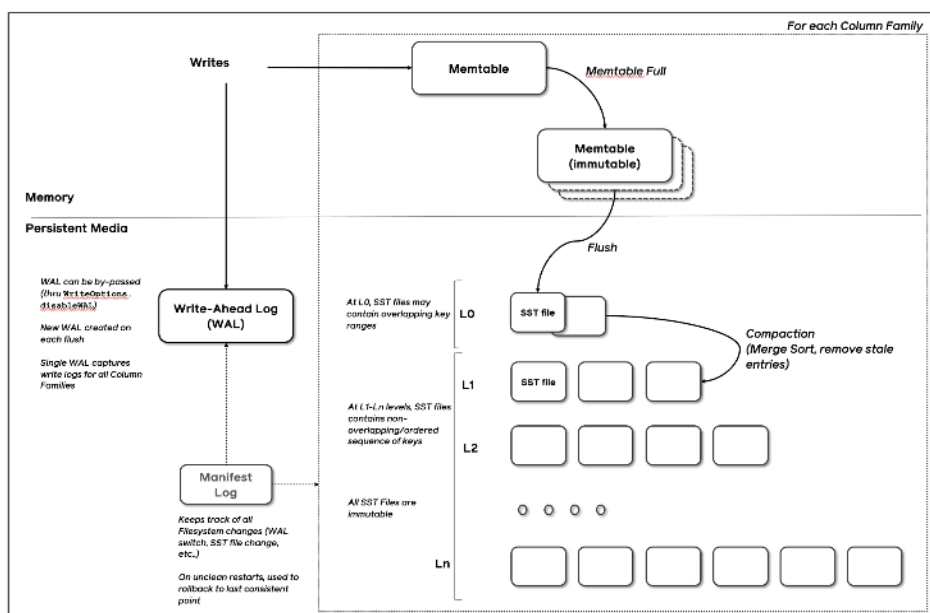 For each Column Family
Writes
Memtable
Memtable Full
Memtable
(immutable)
Memory
Persistent Media
Flush
WAL can be by-passed
(thru WriteOptions.
disableWAL)
New WAL created on
each flush
Single WAL captures
write logs for all Column
Families
Write-Ahead Log
(WAL)
At L0, SST files may
contain overlapping key
ranges
L0
SST file
Compaction
(Merge Sort, remove stale
entries)
L1
SST file
At L1-Ln levels, SST files
contains non-
overlapping/ordered
sequence of keys
L2
Manifest
Log
All SST Files are
immutable
Keeps track of all
Filesystem changes (WAL
switch, SST file change,
etc..)
On unclean restarts, used to
rollback to last consistent
point
Ln